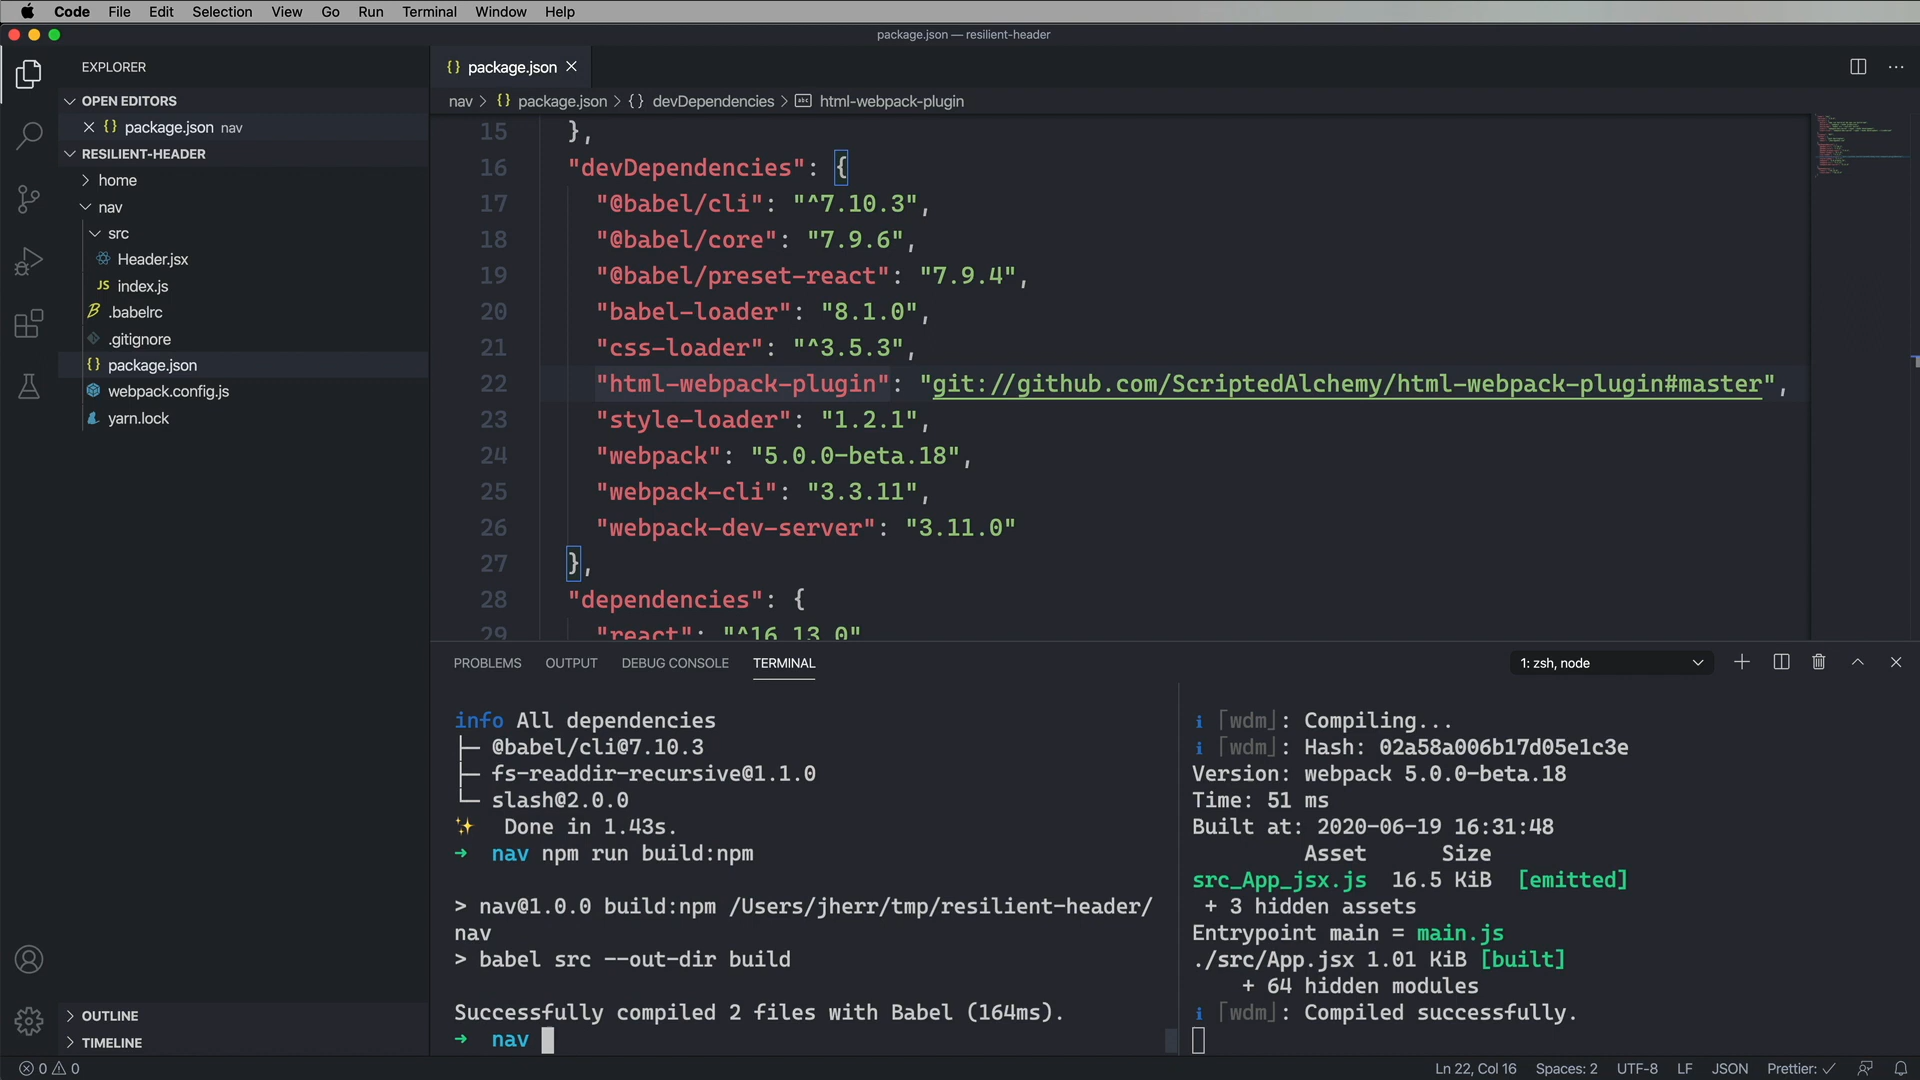 Code File Edit Selection View Go Run Terminal Window Help
package.json — resilient-header
EXPLORER
OPEN EDITORS
package.json nav
RESILIENT-HEADER
home
nav
src
Header.jsx
JS index.js
.babelrc
.gitignore
{} package.json
webpack.config.js
yarn.lock
OUTLINE
TIMELINE
{} package.json
nav > {} package.json > {} devDependencies > abc html-webpack-plugin
15 },
16 "devDependencies": {
17 "@babel/cli": "^7.10.3",
18 "@babel/core": "7.9.6",
19 "@babel/preset-react": "7.9.4",
20 "babel-loader": "8.1.0",
21 "css-loader": "^3.5.3",
22 "html-webpack-plugin": "git://github.com/ScriptedAlchemy/html-webpack-plugin#master",
23 "style-loader": "1.2.1",
24 "webpack": "5.0.0-beta.18",
25 "webpack-cli": "3.3.11",
26 "webpack-dev-server": "3.11.0"
27 },
28 "dependencies": {
29 "react": "^16.13.0"
PROBLEMS OUTPUT DEBUG CONSOLE TERMINAL
1: zsh, node
info All dependencies
├─ @babel/cli@7.10.3
├─ fs-readdir-recursive@1.1.0
└─ slash@2.0.0
✨ Done in 1.43s.
➜ nav npm run build:npm
> nav@1.0.0 build:npm /Users/jherr/tmp/resilient-header/
nav
> babel src --out-dir build
Successfully compiled 2 files with Babel (164ms).
➜ nav
ℹ ｢wdm｣: Compiling...
ℹ ｢wdm｣: Hash: 02a58a006b17d05e1c3e
Version: webpack 5.0.0-beta.18
Time: 51 ms
Built at: 2020-06-19 16:31:48
Asset Size
src_App_jsx.js 16.5 KiB [emitted]
+ 3 hidden assets
Entrypoint main = main.js
./src/App.jsx 1.01 KiB [built]
+ 64 hidden modules
ℹ ｢wdm｣: Compiled successfully.
0 0
Ln 22, Col 16 Spaces: 2 UTF-8 LF JSON Prettier: ✓